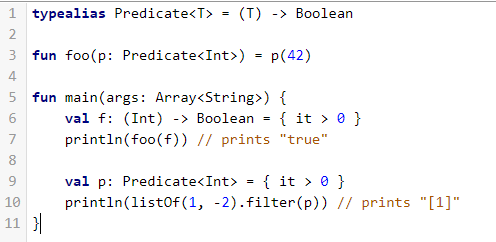 1 typealias Predicate<T> = (T) -> Boolean
2
3 fun foo(p: Predicate<Int>) = p(42)
4
5 fun main(args: Array<String>) {
6     val f: (Int) -> Boolean = { it > 0 }
7     println(foo(f)) // prints "true"
8
9     val p: Predicate<Int> = { it > 0 }
10     println(listOf(1, -2).filter(p)) // prints "[1]"
11 }